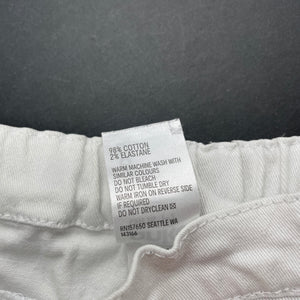 98% COTTON
2% ELASTANE
WARM MACHINE WASH WITH
SIMILAR COLOURS
DO NOT BLEACH
DO NOT TUMBLE DRY
WARM IRON ON REVERSE SIDE
IF REQUIRED
DO NOT DRYCLEAN
RN157650 SEATTLE WA
143166